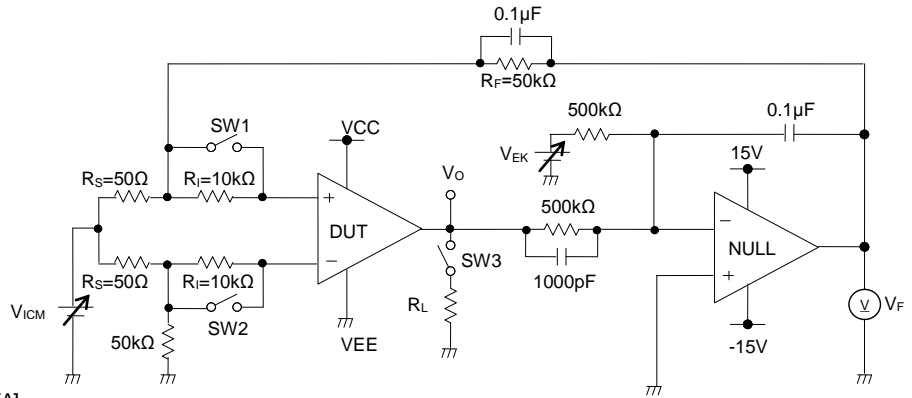 0.1µF
RF=50kΩ
500kΩ
0.1µF
SW1
VCC
VEK
15V
VO
RS=50Ω
RI=10kΩ
500kΩ
+
−
DUT
−
+
NULL
SW3
1000pF
RS=50Ω
RI=10kΩ
VICM
SW2
RL
V
VF
50kΩ
VEE
-15V